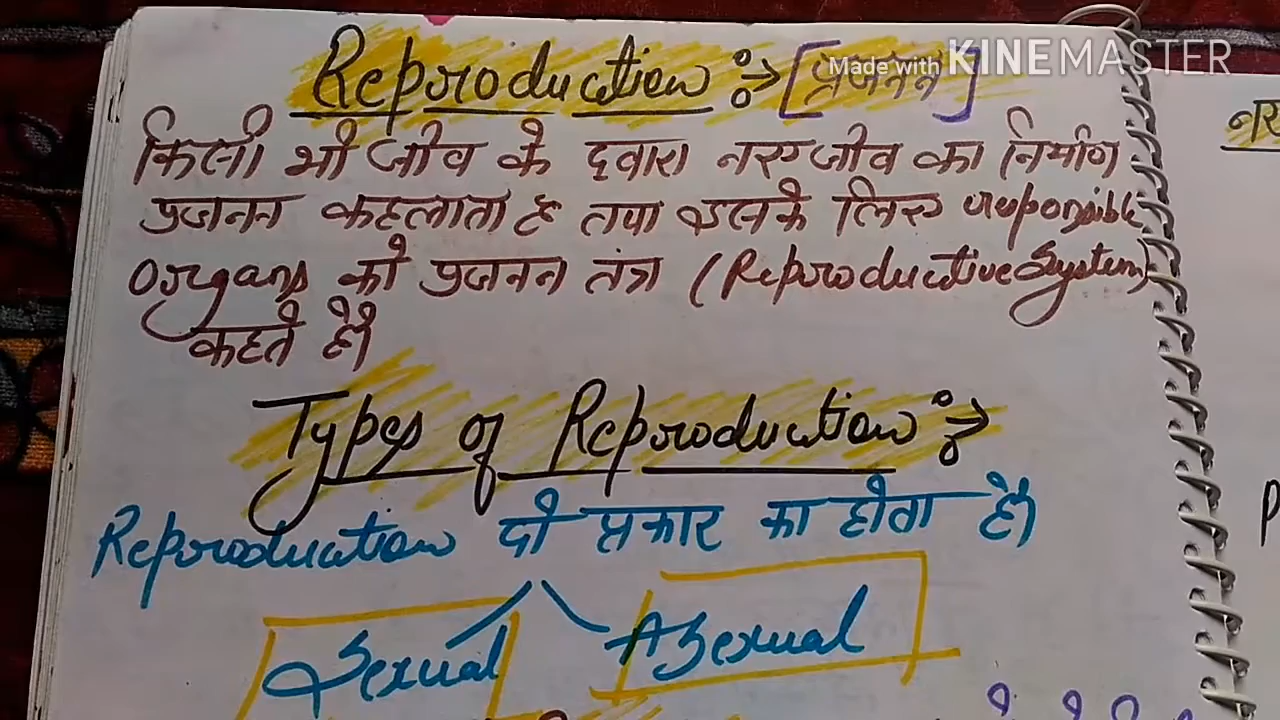 Reproduction :→ [प्रजनन]
Made with KINEMASTER
किसी भी जीव के द्वारा नए जीव का निर्माण
प्रजनन कहलाता है तथा इसके लिए responsible
Organs को प्रजनन तंत्र (Reproductive System)
कहते है।
Types of Reproduction :→
Reproduction दो प्रकार का होता है।
Sexual Asexual